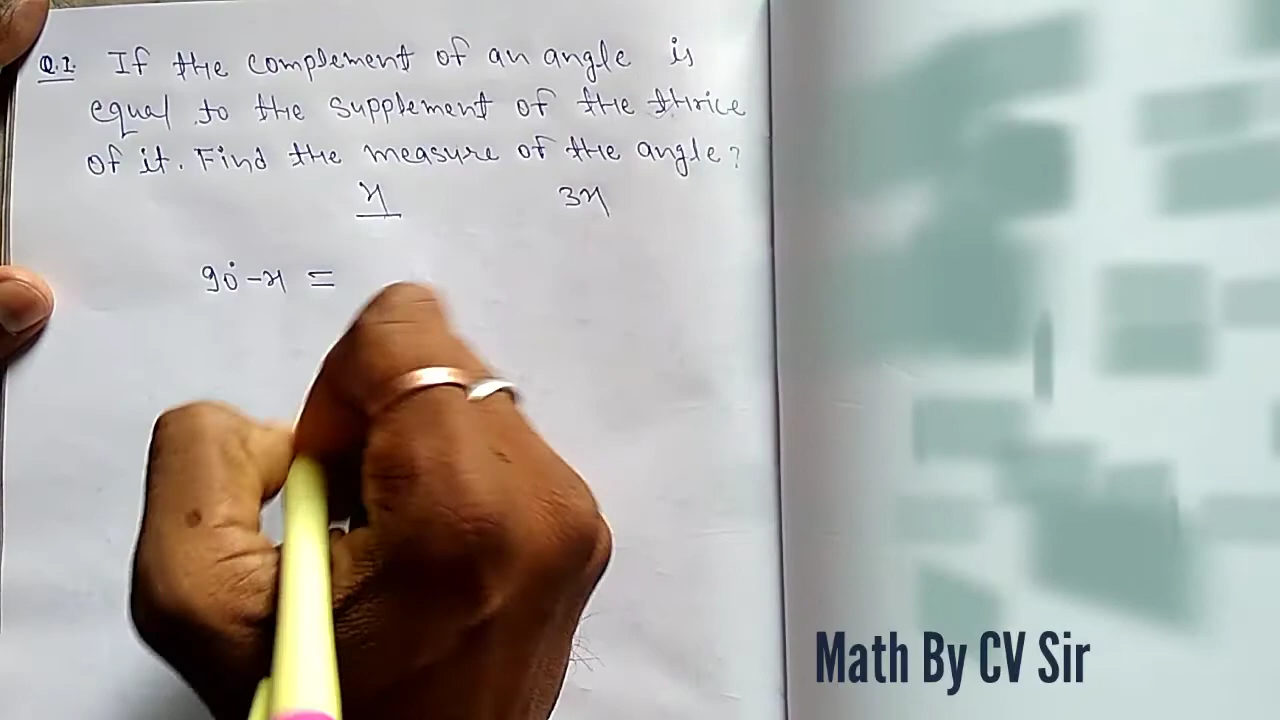 Q.1. If the complement of an angle is
equal to the supplement of the thrice
of it. Find the measure of the angle?
x 3x
90°-x =
Math By CV Sir